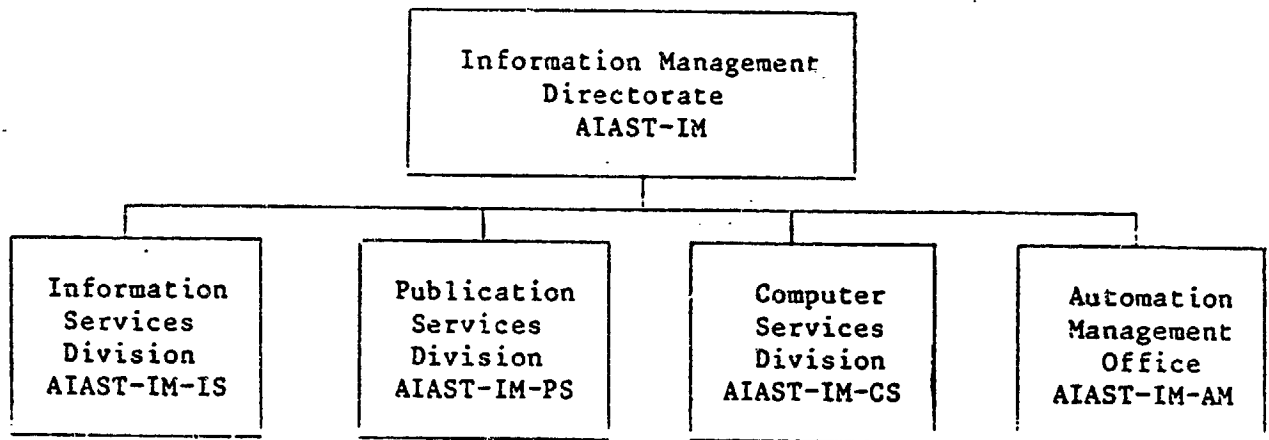 Information Management
Directorate
AIAST-IM
Information
Services
Division
AIAST-IM-IS
Publication
Services
Division
AIAST-IM-PS
Computer
Services
Division
AIAST-IM-CS
Automation
Management
Office
AIAST-IM-AM